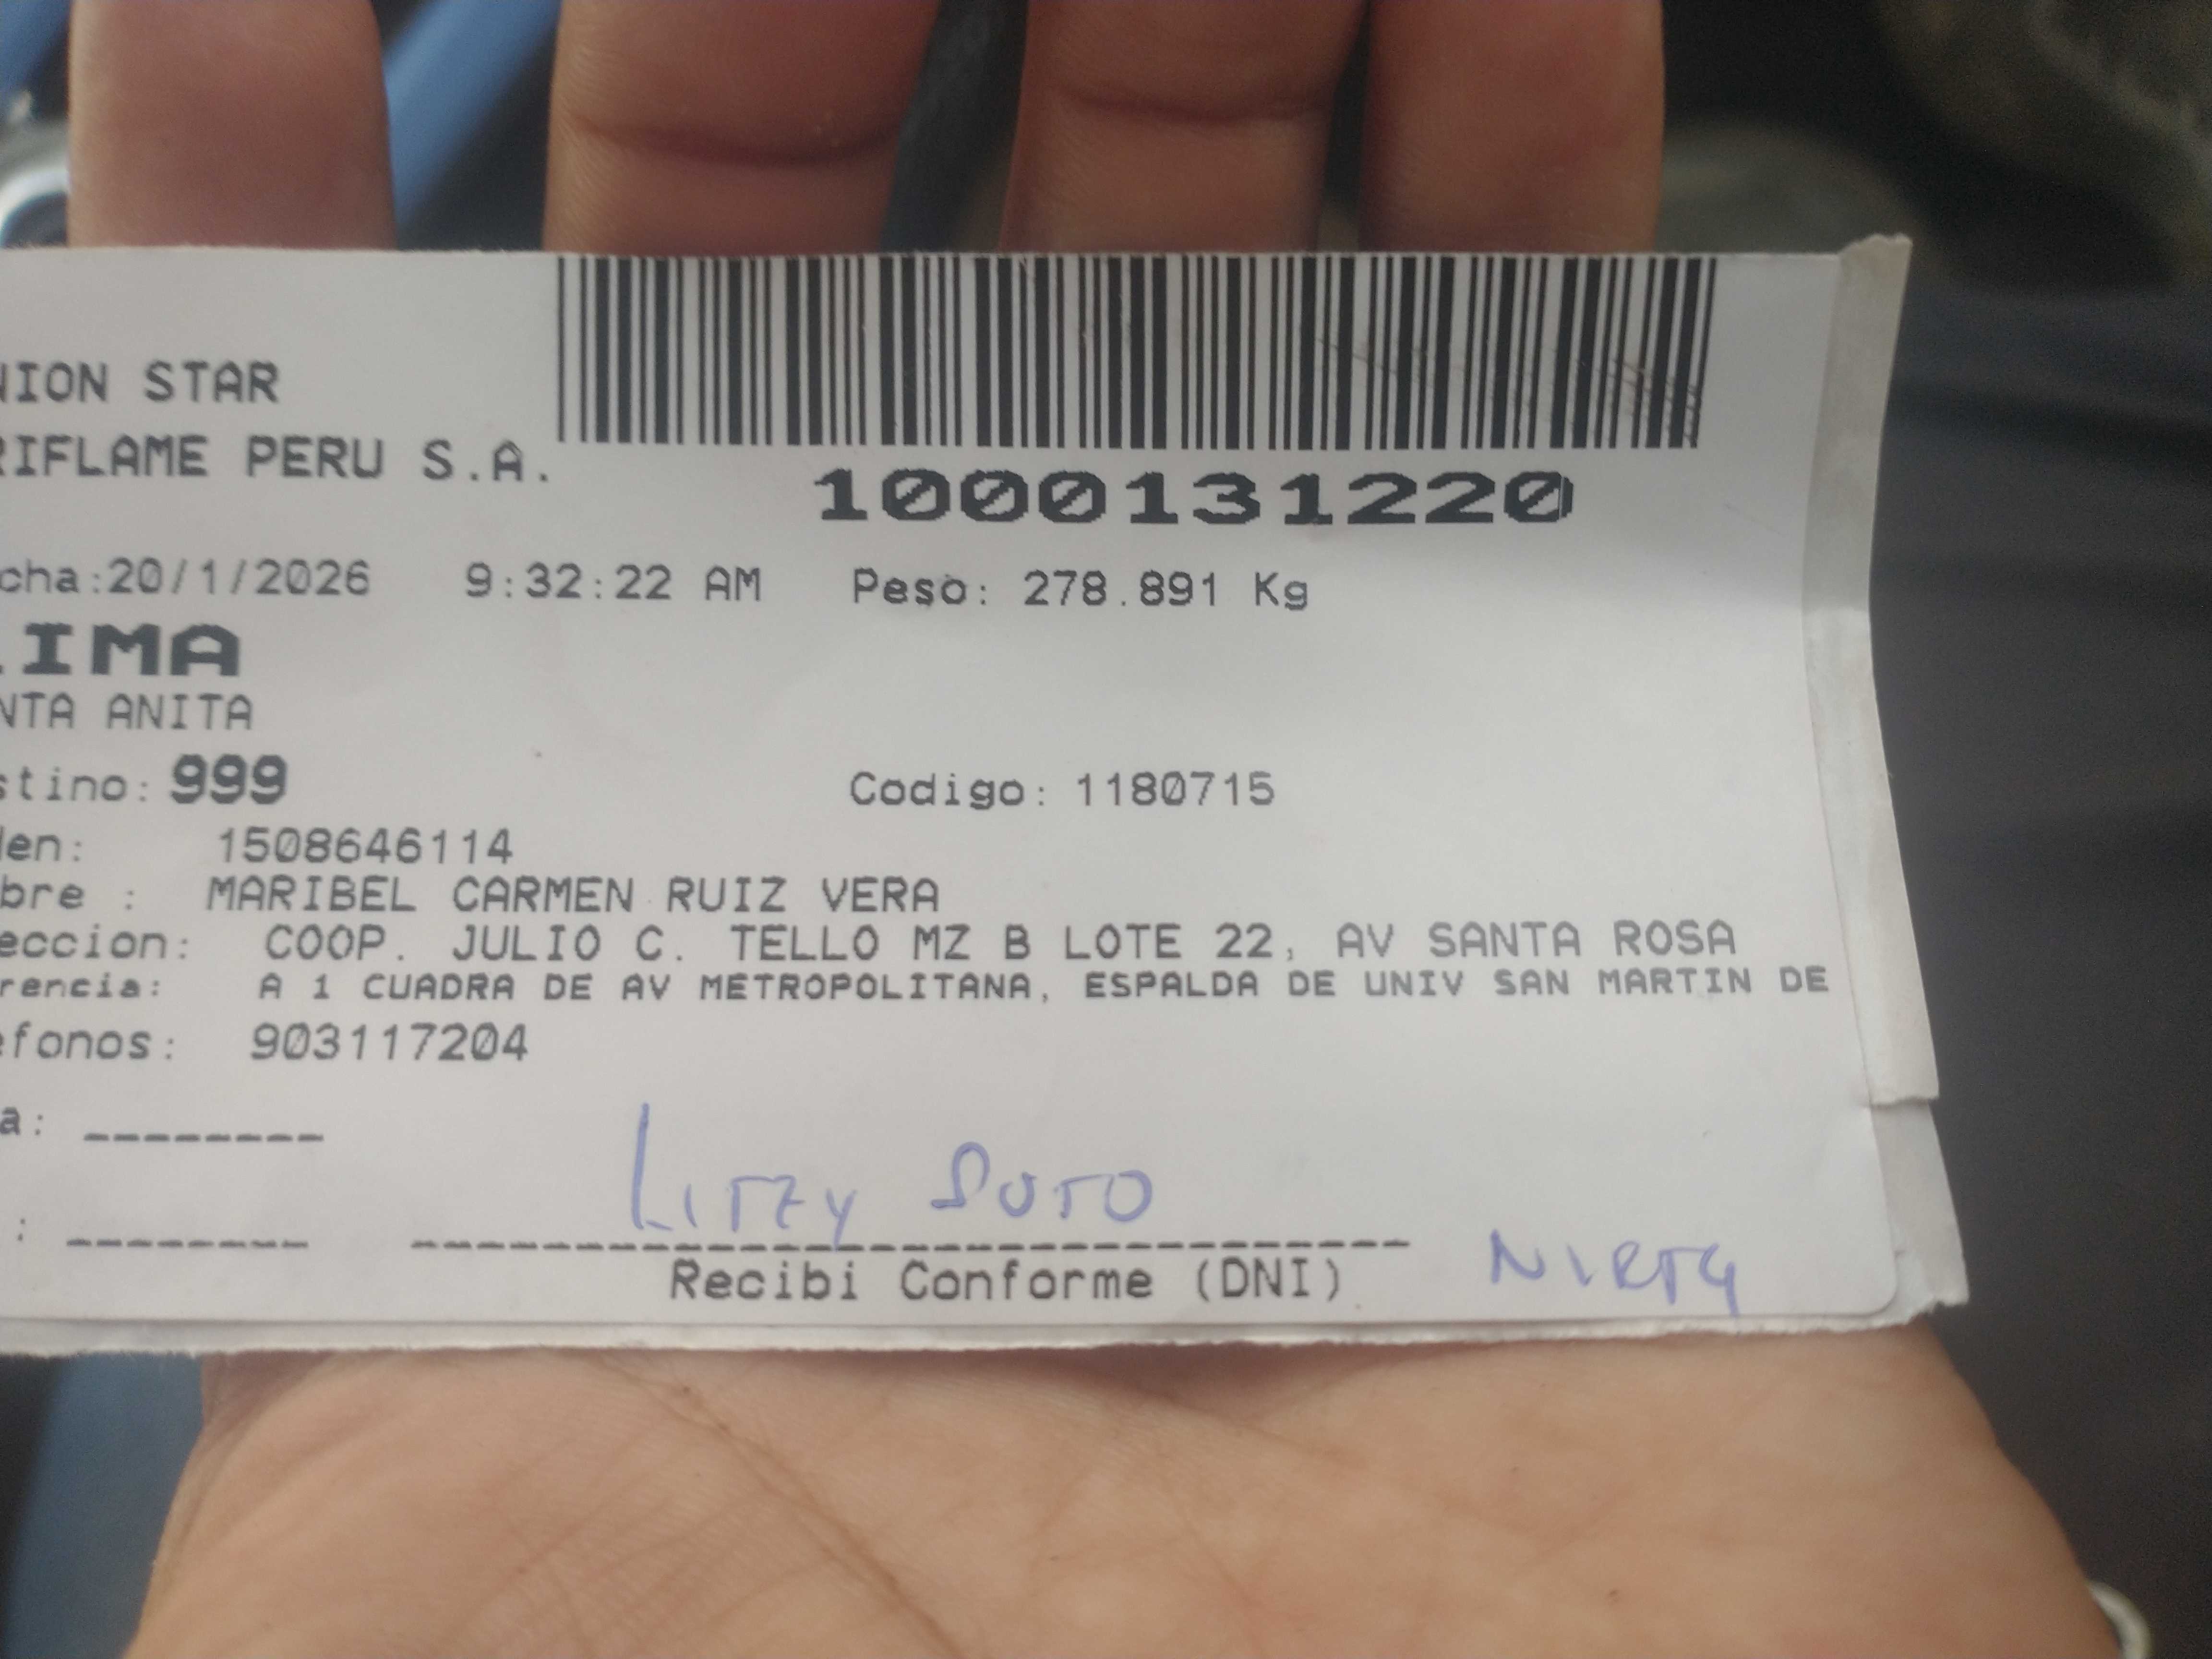 NION STAR
RIFLAME PERU S.A.
1000131220
cha:20/1/2026 9:32:22 AM Peso: 278.891 Kg
IMA
NTA ANITA
stino: 999 Codigo: 1180715
den: 1508646114
bre : MARIBEL CARMEN RUIZ VERA
eccion: COOP. JULIO C. TELLO MZ B LOTE 22, AV SANTA ROSA
rencia: A 1 CUADRA DE AV METROPOLITANA, ESPALDA DE UNIV SAN MARTIN DE
efonos: 903117204
a: --------
Litzy Soto
: --------
Recibi Conforme (DNI) Nieta